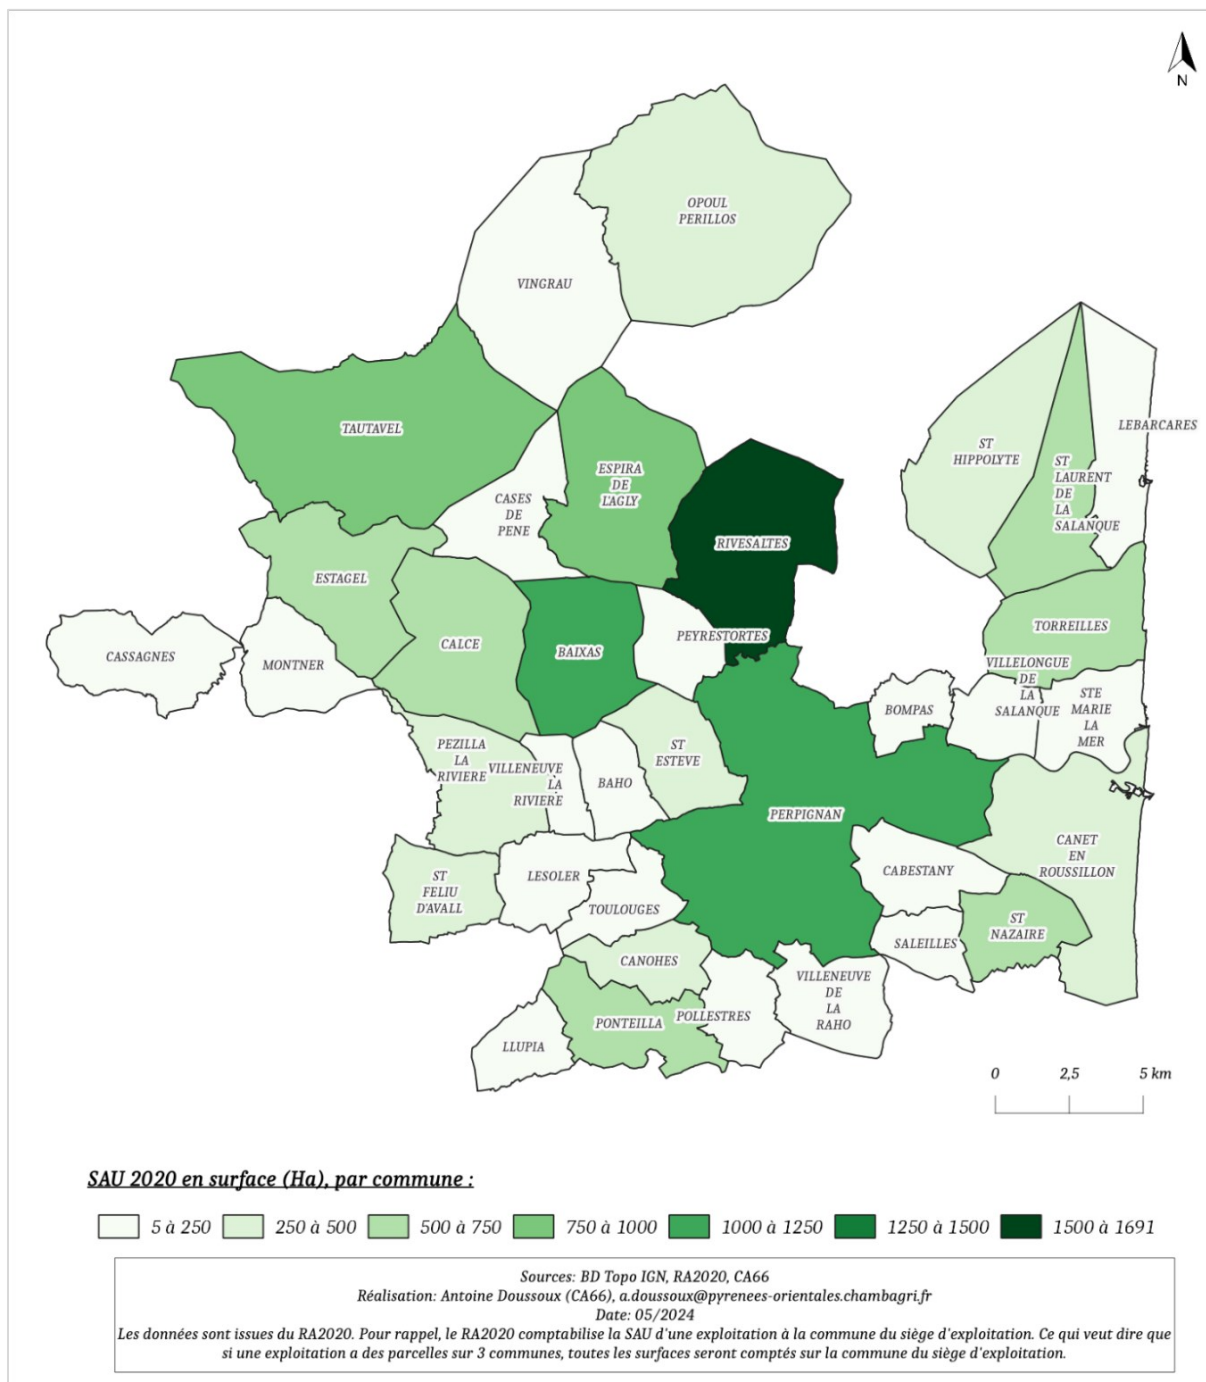 N
OPOUL
PERILLOS
VINGRAU
TAUTAVEL
LEBARCARES
ST
HIPPOLYTE
ST
LAURENT
DE
LA
SALANQUE
ESPIRA
DE
L'AGLY
CASES
DE
PENE
RIVESALTES
ESTAGEL
TORREILLES
PEYRESTORTES
CALCE
BAIXAS
CASSAGNES
MONTNER
VILLELONGUE
DE
LA
SALANQUE
STE
MARIE
LA
MER
BOMPAS
PEZILLA
LA
RIVIERE
VILLENEUVE
LA
RIVIERE
ST
ESTEVE
BAHO
PERPIGNAN
CANET
EN
ROUSSILLON
CABESTANY
ST
FELIU
D'AVALL
LESOLER
TOULOUGES
ST
NAZAIRE
SALEILLES
CANOHES
VILLENEUVE
DE
LA
RAHO
PONTEILLA
POLLESTRES
LLUPIA
0 2,5 5 km
SAU 2020 en surface (Ha), par commune :
5 à 250 250 à 500 500 à 750 750 à 1000 1000 à 1250 1250 à 1500 1500 à 1691
Sources: BD Topo IGN, RA2020, CA66
Réalisation: Antoine Doussoux (CA66), a.doussoux@pyrenees-orientales.chambagri.fr
Date: 05/2024
Les données sont issues du RA2020. Pour rappel, le RA2020 comptabilise la SAU d'une exploitation à la commune du siège d'exploitation. Ce qui veut dire que
si une exploitation a des parcelles sur 3 communes, toutes les surfaces seront comptés sur la commune du siège d'exploitation.